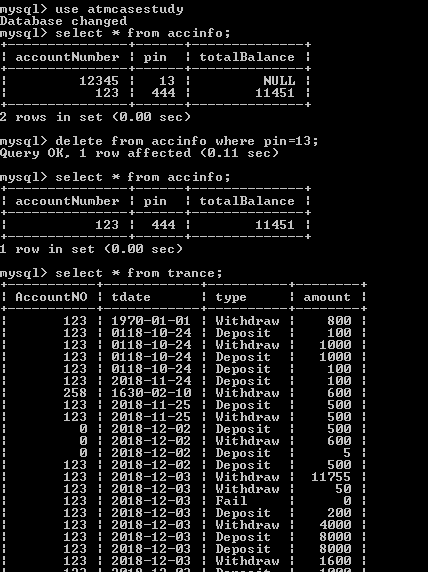 mysql> use atmcasestudy
Database changed
mysql> select * from accinfo;
+---------------+------+--------------+
| accountNumber | pin  | totalBalance |
+---------------+------+--------------+
|         12345 |   13 |         NULL |
|           123 |  444 |        11451 |
+---------------+------+--------------+
2 rows in set (0.00 sec)
mysql> delete from accinfo where pin=13;
Query OK, 1 row affected (0.11 sec)
mysql> select * from accinfo;
+---------------+------+--------------+
| accountNumber | pin  | totalBalance |
+---------------+------+--------------+
|           123 |  444 |        11451 |
+---------------+------+--------------+
1 row in set (0.00 sec)
mysql> select * from trance;
+-----------+------------+----------+--------+
| AccountNO | tdate      | type     | amount |
+-----------+------------+----------+--------+
|       123 | 1970-01-01 | Withdraw |    800 |
|       123 | 0118-10-24 | Deposit  |    100 |
|       123 | 0118-10-24 | Withdraw |   1000 |
|       123 | 0118-10-24 | Deposit  |   1000 |
|       123 | 0118-10-24 | Deposit  |    100 |
|       123 | 2018-11-24 | Deposit  |    100 |
|       258 | 1630-02-10 | Withdraw |    600 |
|       123 | 2018-11-25 | Deposit  |    500 |
|       123 | 2018-11-25 | Withdraw |    500 |
|         0 | 2018-12-02 | Deposit  |    500 |
|         0 | 2018-12-02 | Withdraw |    600 |
|         0 | 2018-12-02 | Deposit  |      5 |
|       123 | 2018-12-02 | Deposit  |    500 |
|       123 | 2018-12-03 | Withdraw |  11755 |
|       123 | 2018-12-03 | Withdraw |     50 |
|       123 | 2018-12-03 | Fail     |      0 |
|       123 | 2018-12-03 | Deposit  |    200 |
|       123 | 2018-12-03 | Withdraw |   4000 |
|       123 | 2018-12-03 | Deposit  |   8000 |
|       123 | 2018-12-03 | Deposit  |   8000 |
|       123 | 2018-12-03 | Withdraw |   1600 |